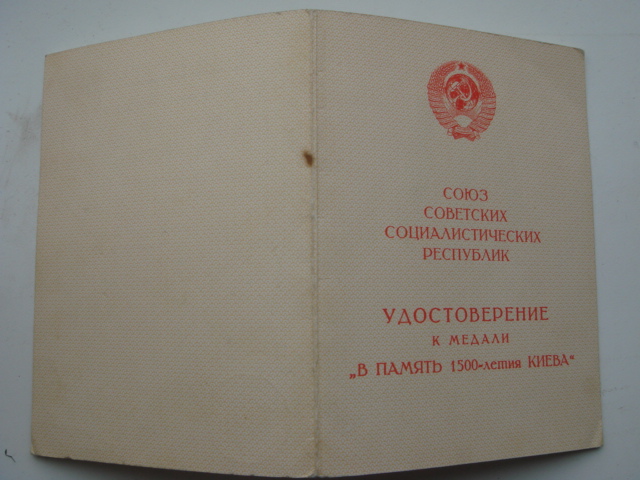 СОЮЗ
СОВЕТСКИХ
СОЦИАЛИСТИЧЕСКИХ
РЕСПУБЛИК
УДОСТОВЕРЕНИЕ
К МЕДАЛИ
„В ПАМЯТЬ 1500-летия КИЕВА“